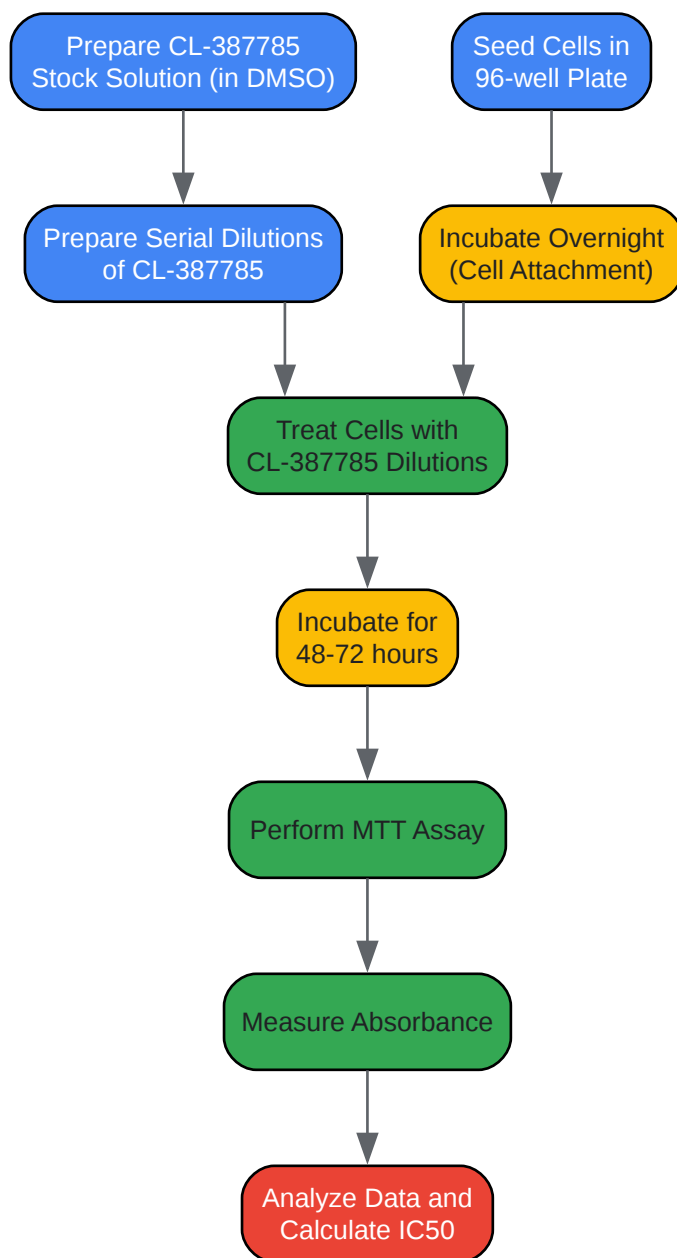 Prepare CL-387785
Stock Solution (in DMSO)
Seed Cells in
96-well Plate
Prepare Serial Dilutions
of CL-387785
Incubate Overnight
(Cell Attachment)
Treat Cells with
CL-387785 Dilutions
Incubate for
48-72 hours
Perform MTT Assay
Measure Absorbance
Analyze Data and
Calculate IC50